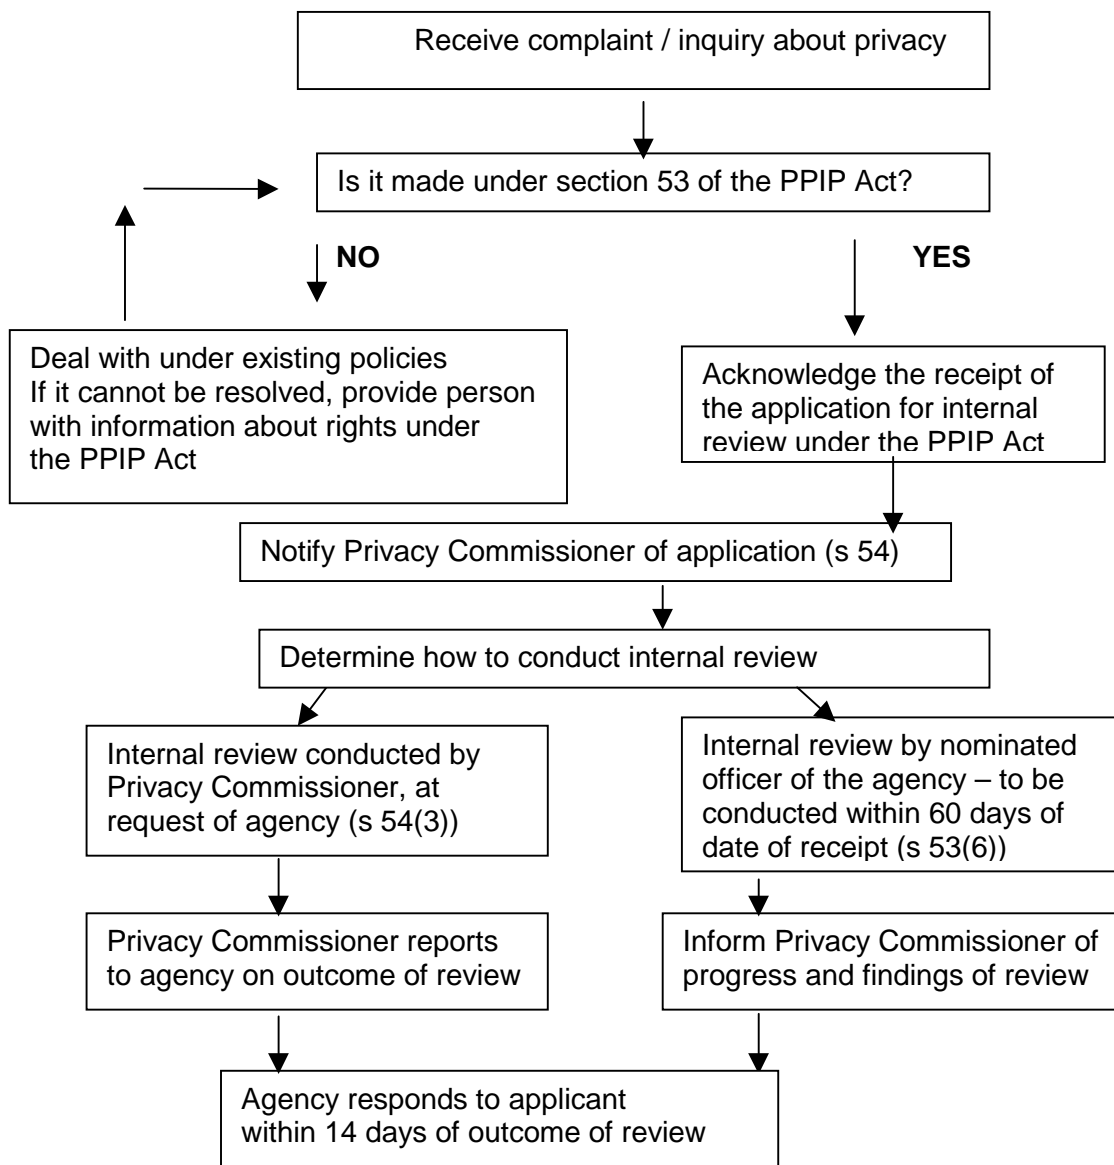 Receive complaint / inquiry about privacy
Is it made under section 53 of the PPIP Act?
NO
YES
Deal with under existing policies
If it cannot be resolved, provide person
with information about rights under
the PPIP Act
Acknowledge the receipt of
the application for internal
review under the PPIP Act
Notify Privacy Commissioner of application (s 54)
Determine how to conduct internal review
Internal review conducted by
Privacy Commissioner, at
request of agency (s 54(3))
Internal review by nominated
officer of the agency – to be
conducted within 60 days of
date of receipt (s 53(6))
Privacy Commissioner reports
to agency on outcome of review
Inform Privacy Commissioner of
progress and findings of review
Agency responds to applicant
within 14 days of outcome of review